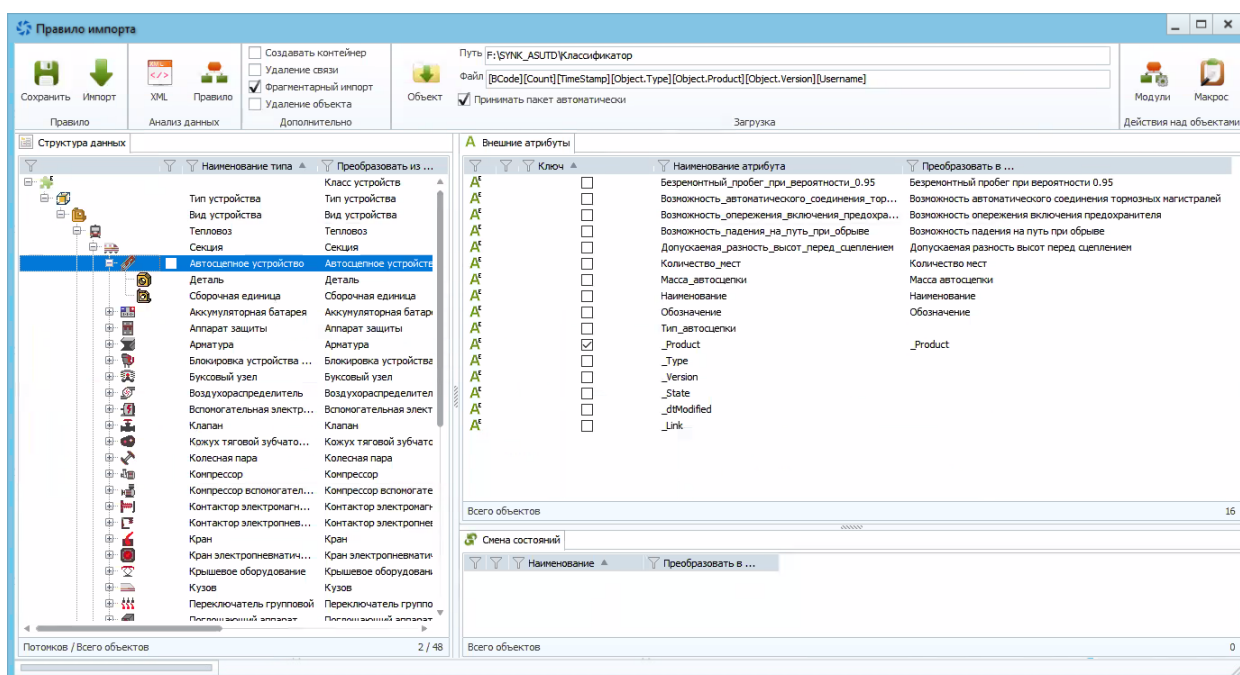 Правило импорта
Создавать контейнер
Удаление связи
Фрагментарный импорт
Удаление объекта
Путь F:\SYNK_ASUTD\Классификатор
Файл [BCode][Count][TimeStamp][Object.Type][Object.Product][Object.Version][Username]
Принимать пакет автоматически
Сохранить Импорт XML Правило Объект Модули Макрос
Правило Анализ данных Дополнительно Загрузка Действия над объектами
Структура данных
Наименование типа Преобразовать из ...
Класс устройств
Тип устройства Тип устройства
Вид устройства Вид устройства
Тепловоз Тепловоз
Секция Секция
Автосцепное устройство Автосцепное устройств
Деталь Деталь
Сборочная единица Сборочная единица
Аккумуляторная батарея Аккумуляторная батар
Аппарат защиты Аппарат защиты
Арматура Арматура
Блокировка устройства ... Блокировка устройства
Буксовый узел Буксовый узел
Воздухораспределитель Воздухораспределител
Вспомогательная электр... Вспомогательная элект
Клапан Клапан
Кожух тяговой зубчато... Кожух тяговой зубчато
Колесная пара Колесная пара
Компрессор Компрессор
Компрессор вспомогател... Компрессор вспомогате
Контактор электромагн... Контактор электромагн
Контактор электропнев... Контактор электропнев
Кран Кран
Кран электропневматич... Кран электропневматич
Крышевое оборудование Крышевое оборудован
Кузов Кузов
Переключатель групповой Переключатель группо
Поглощающий аппарат Поглощающий аппарат
Потомков / Всего объектов 2 / 48
Внешние атрибуты
Ключ Наименование атрибута Преобразовать в ...
Безремонтный_пробег_при_вероятности_0.95 Безремонтный пробег при вероятности 0.95
Возможность_автоматического_соединения_тор... Возможность автоматического соединения тормозных магистралей
Возможность_опережения_включения_предохра... Возможность опережения включения предохранителя
Возможность_падения_на_путь_при_обрыве Возможность падения на путь при обрыве
Допускаемая_разность_высот_перед_сцеплением Допускаемая разность высот перед сцеплением
Количество_мест Количество мест
Масса_автосцепки Масса автосцепки
Наименование Наименование
Обозначение Обозначение
Тип_автосцепки
_Product _Product
_Type
_Version
_State
_dtModified
_Link
Всего объектов 16
Смена состояний
Наименование Преобразовать в ...
Всего объектов 0